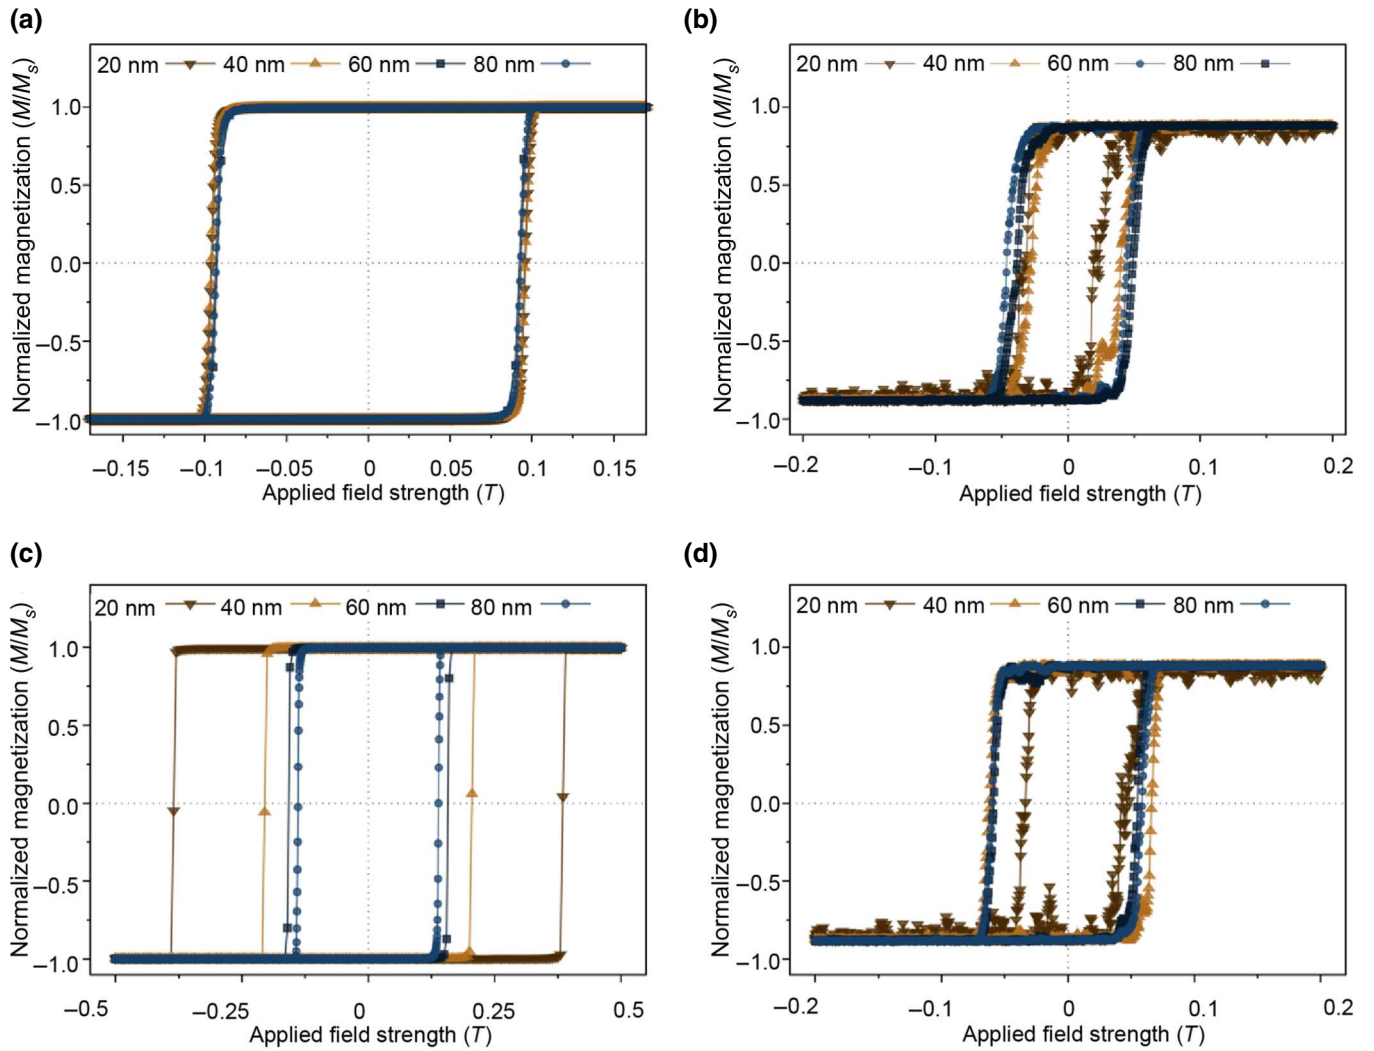 (a)
20 nm 40 nm 60 nm 80 nm
Normalized magnetization (M/Ms)
1.0
0.5
0.0
–0.5
–1.0
–0.15 –0.1 –0.05 0 0.05 0.1 0.15
Applied field strength (T)
(b)
20 nm 40 nm 60 nm 80 nm
Normalized magnetization (M/Ms)
1.0
0.5
0.0
–0.5
–1.0
–0.2 –0.1 0 0.1 0.2
Applied field strength (T)
(c)
20 nm 40 nm 60 nm 80 nm
Normalized magnetization (M/Ms)
1.0
0.5
0.0
–0.5
–1.0
–0.5 –0.25 0 0.25 0.5
Applied field strength (T)
(d)
20 nm 40 nm 60 nm 80 nm
Normalized magnetization (M/Ms)
1.0
0.5
0.0
–0.5
–1.0
–0.2 –0.1 0 0.1 0.2
Applied field strength (T)